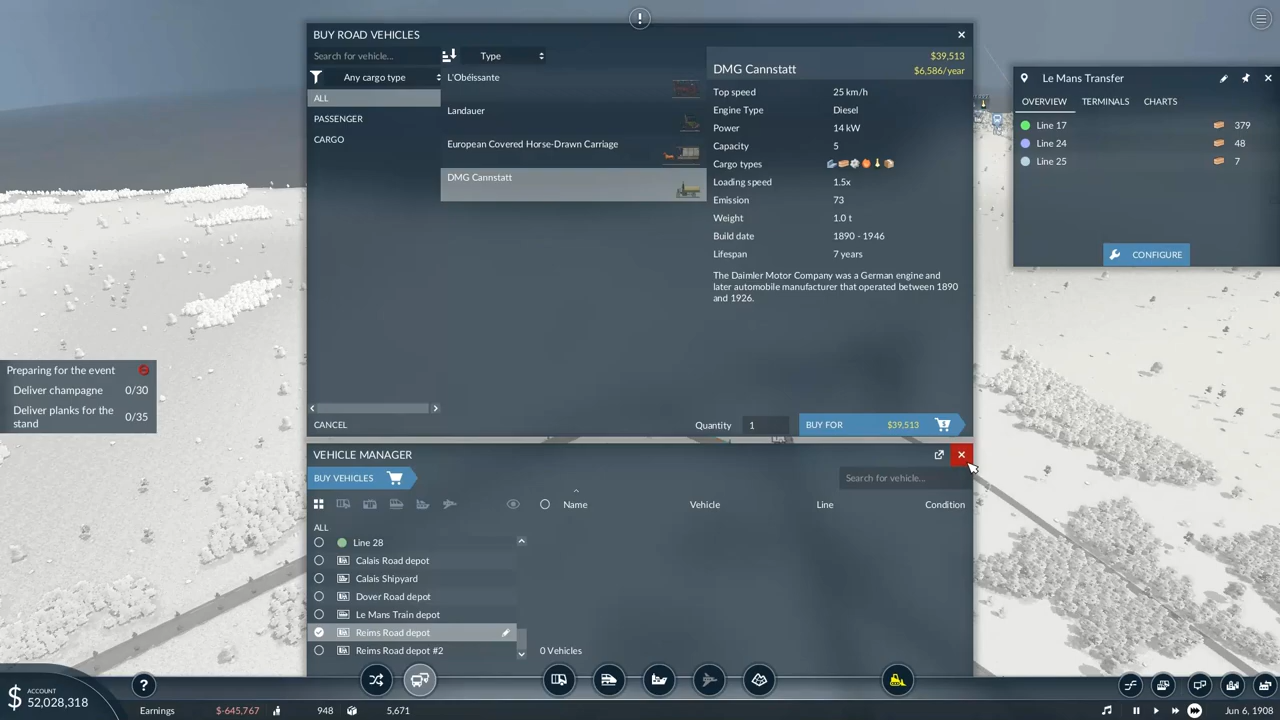 !
BUY ROAD VEHICLES
Search for vehicle...
Type
Any cargo type
ALL
PASSENGER
CARGO
L'Obéissante
Landauer
European Covered Horse-Drawn Carriage
DMG Cannstatt
$39,513
DMG Cannstatt
$6,586/year
Top speed 25 km/h
Engine Type Diesel
Power 14 kW
Capacity 5
Cargo types
Loading speed 1.5x
Emission 73
Weight 1.0 t
Build date 1890 - 1946
Lifespan 7 years
The Daimler Motor Company was a German engine and
later automobile manufacturer that operated between 1890
and 1926.
CANCEL
Quantity 1
BUY FOR $39,513
Le Mans Transfer
OVERVIEW TERMINALS CHARTS
Line 17 379
Line 24 48
Line 25 7
CONFIGURE
Preparing for the event
Deliver champagne 0/30
Deliver planks for the 0/35
stand
VEHICLE MANAGER
BUY VEHICLES
Search for vehicle...
Name Vehicle Line Condition
ALL
Line 28
Calais Road depot
Calais Shipyard
Dover Road depot
Le Mans Train depot
Reims Road depot
Reims Road depot #2
0 Vehicles
$ ACCOUNT
52,028,318
?
Earnings $-645,767 948 5,671
Jun 6, 1908